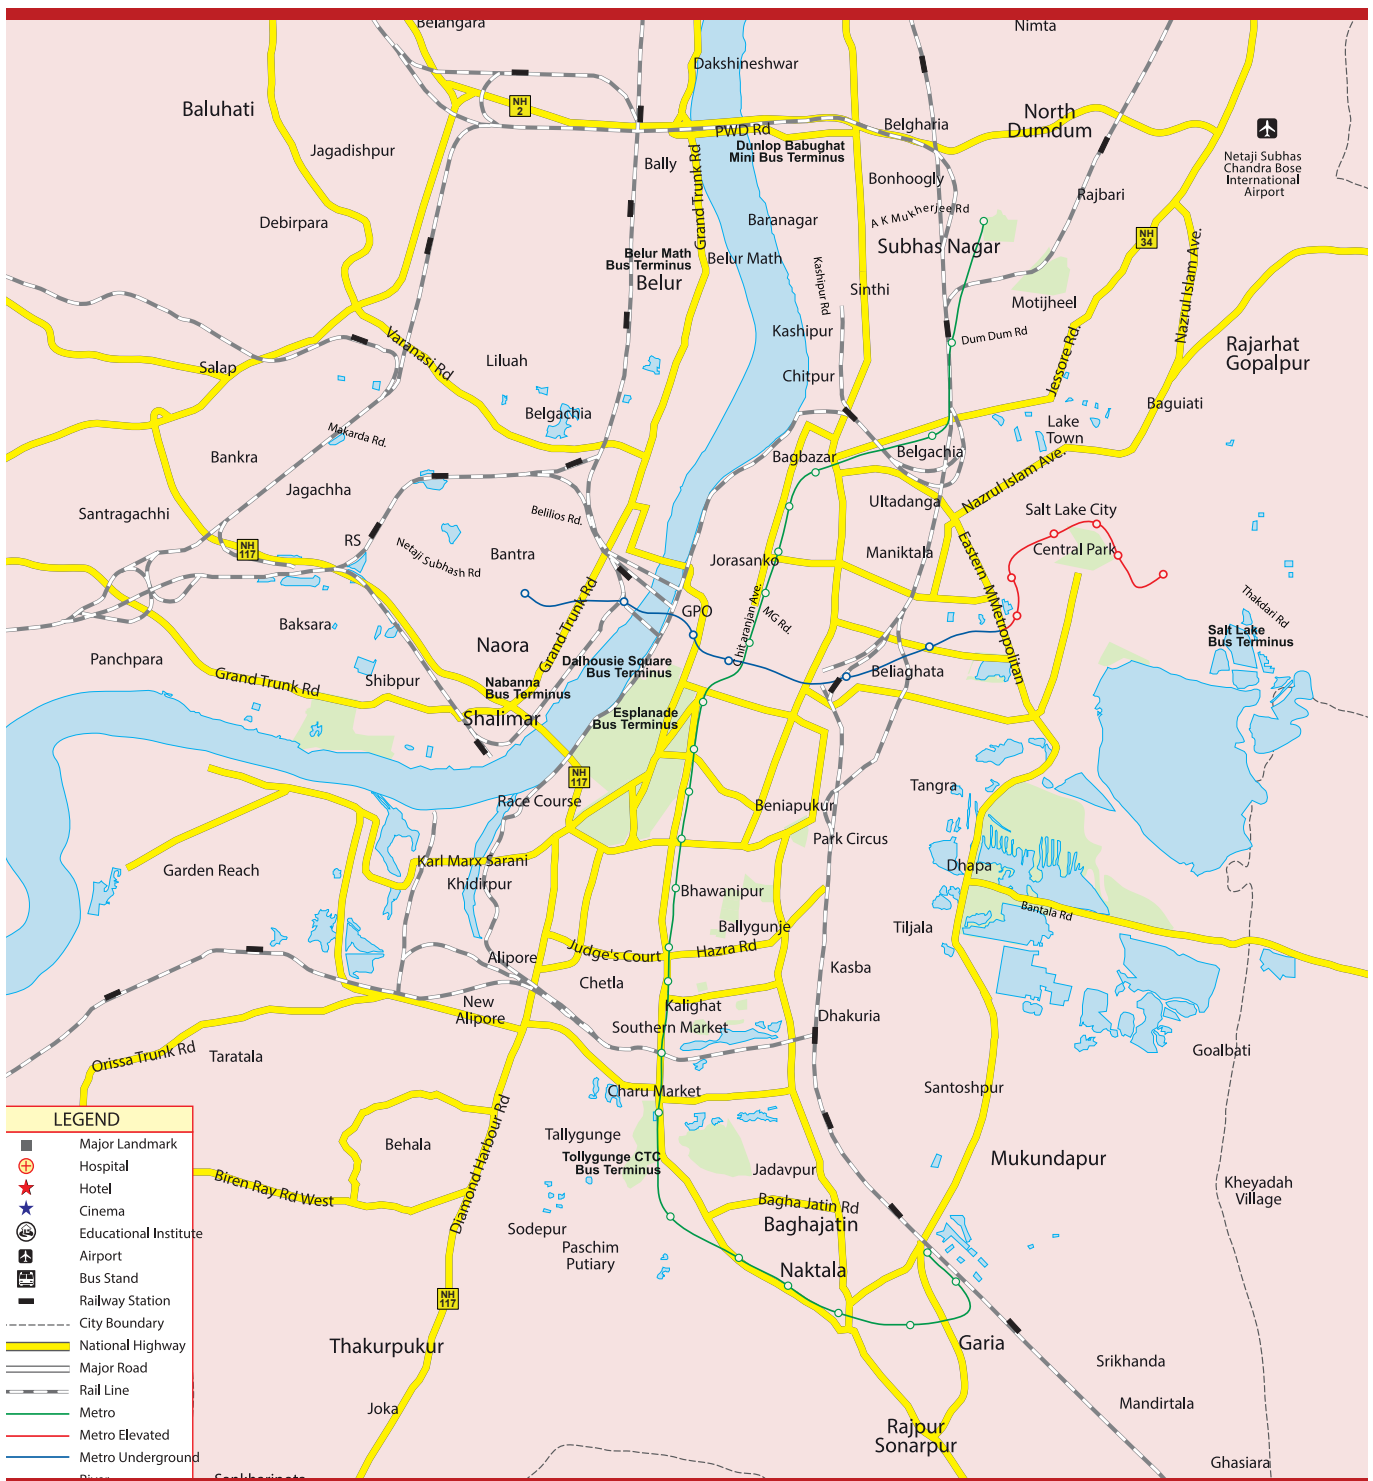 Belangara
Nimta
Dakshineshwar
Baluhati
NH
2
North
Dumdum
PWD Rd
Belgharia
Dunlop Babughat
Mini Bus Terminus
Jagadishpur
Bally
Netaji Subhas
Chandra Bose
International
Airport
Bonhoogly
Rajbari
Grand Trunk Rd
A K Mukherjee Rd
Debirpara
Baranagar
Subhas Nagar
NH
34
Belur Math
Bus Terminus
Belur Math
Belur
Kashipur Rd
Sinthi
Motijheel
Nazrul Islam Ave.
Kashipur
Dum Dum Rd
Varanasi Rd
Liluah
Salap
Jessore Rd.
Rajarhat
Gopalpur
Chitpur
Belgachia
Baguiati
Lake
Town
Makarda Rd.
Bankra
Bagbazar
Belgachia
Nazrul Islam Ave.
Jagachha
Ultadanga
Santragachhi
Belilios Rd.
Salt Lake City
RS
NH
117
Netaji Subhash Rd
Bantra
Jorasanko
Maniktala
Central Park
Eastern MMetropolitan
Grand Trunk Rd
Chitaranjan Ave.
MG Rd.
GPO
Thakdari Rd
Baksara
Naora
Salt Lake
Bus Terminus
Panchpara
Dalhousie Square
Bus Terminus
Beliaghata
Grand Trunk Rd
Shibpur
Nabanna
Bus Terminus
Shalimar
Esplanade
Bus Terminus
NH
117
Tangra
Race Course
Beniapukur
Park Circus
Karl Marx Sarani
Garden Reach
Khidirpur
Dhapa
Bhawanipur
Bantala Rd
Ballygunje
Tiljala
Judge's Court
Hazra Rd
Alipore
Kasba
Chetla
New
Alipore
Kalighat
Dhakuria
Southern Market
Orissa Trunk Rd
Taratala
Goalbati
Charu Market
Santoshpur
Diamond Harbour Rd
Behala
Tallygunge
Tollygunge CTC
Bus Terminus
Jadavpur
Mukundapur
Biren Ray Rd West
Bagha Jatin Rd
Kheyadah
Village
Sodepur
Baghajatin
Paschim
Putiary
Naktala
NH
117
Thakurpukur
Garia
Srikhanda
Joka
Mandirtala
Rajpur
Sonarpur
Ghasiara
LEGEND
Major Landmark
Hospital
Hotel
Cinema
Educational Institute
Airport
Bus Stand
Railway Station
City Boundary
National Highway
Major Road
Rail Line
Metro
Metro Elevated
Metro Underground